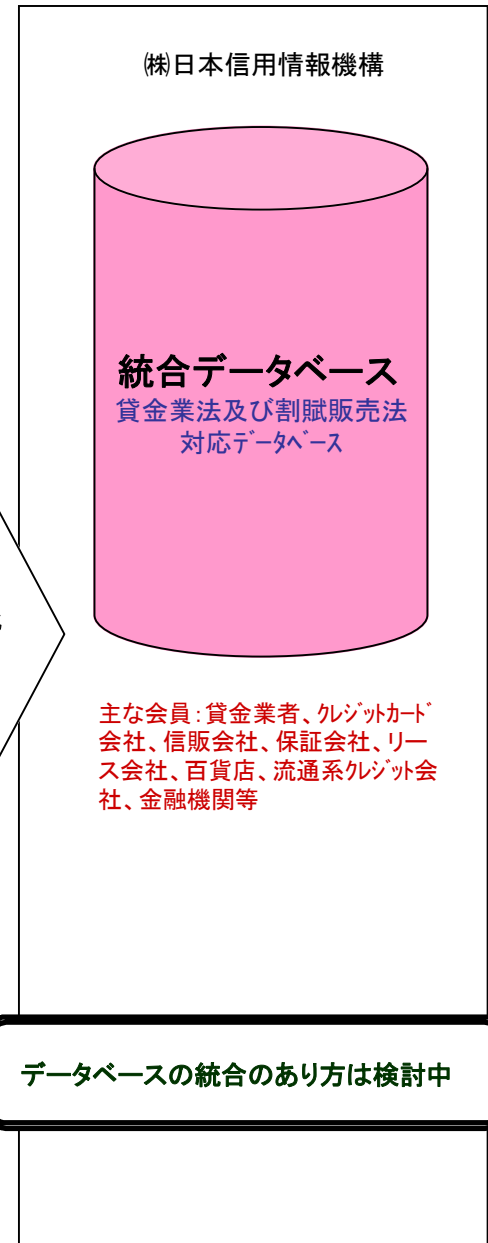 ㈱日本信用情報機構
統合データベース
貸金業法及び割賦販売法
対応ﾃﾞｰﾀﾍﾞｰｽ
主な会員：貸金業者、ｸﾚｼﾞｯﾄｶｰﾄﾞ
会社、信販会社、保証会社、リー
ス会社、百貨店、流通系ｸﾚｼﾞｯﾄ会
社、金融機関等
データベースの統合のあり方は検討中